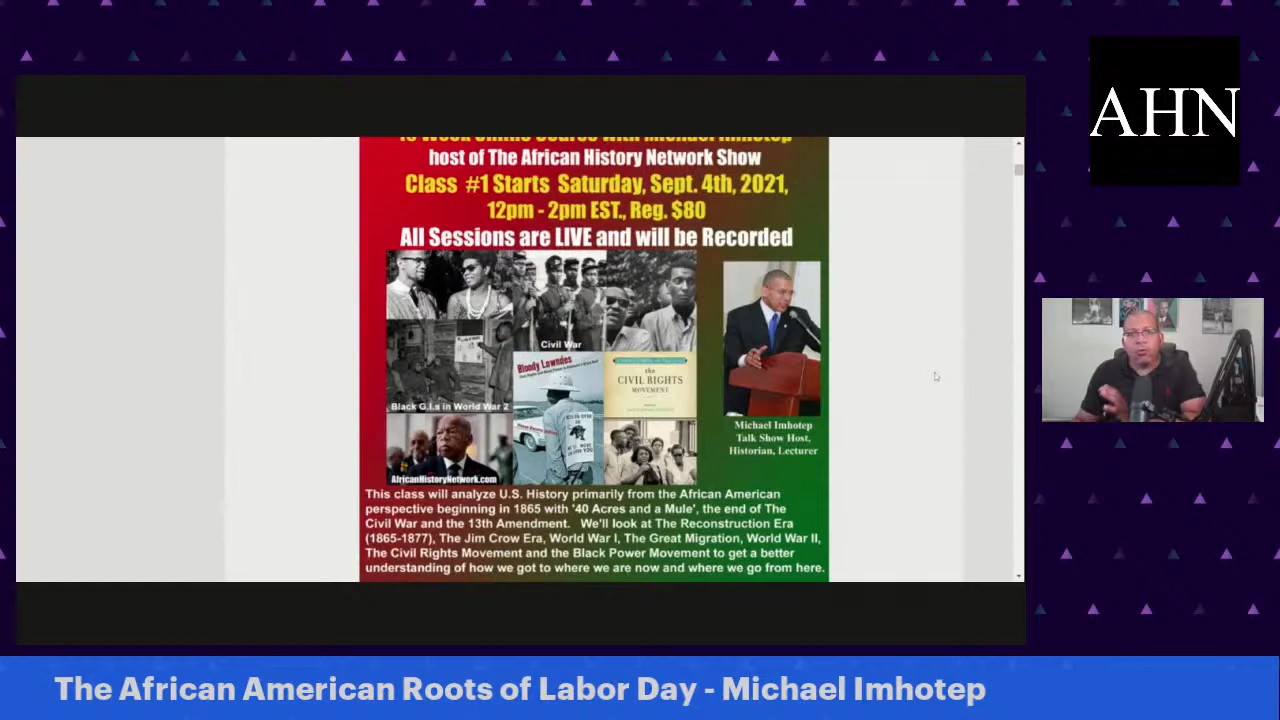 AHN
host of The African History Network Show
Class #1 Starts Saturday, Sept. 4th, 2021,
12pm - 2pm EST., Reg. $80
All Sessions are LIVE and will be Recorded
Civil War
Bloody Lowndes
the
CIVIL RIGHTS
MOVEMENT
Black G.I.s in World War 2
AfricanHistoryNetwork.com
Michael Imhotep
Talk Show Host,
Historian, Lecturer
This class will analyze U.S. History primarily from the African American
perspective beginning in 1865 with '40 Acres and a Mule', the end of The
Civil War and the 13th Amendment. We'll look at The Reconstruction Era
(1865-1877), The Jim Crow Era, World War I, The Great Migration, World War II,
The Civil Rights Movement and the Black Power Movement to get a better
understanding of how we got to where we are now and where we go from here.
The African American Roots of Labor Day - Michael Imhotep